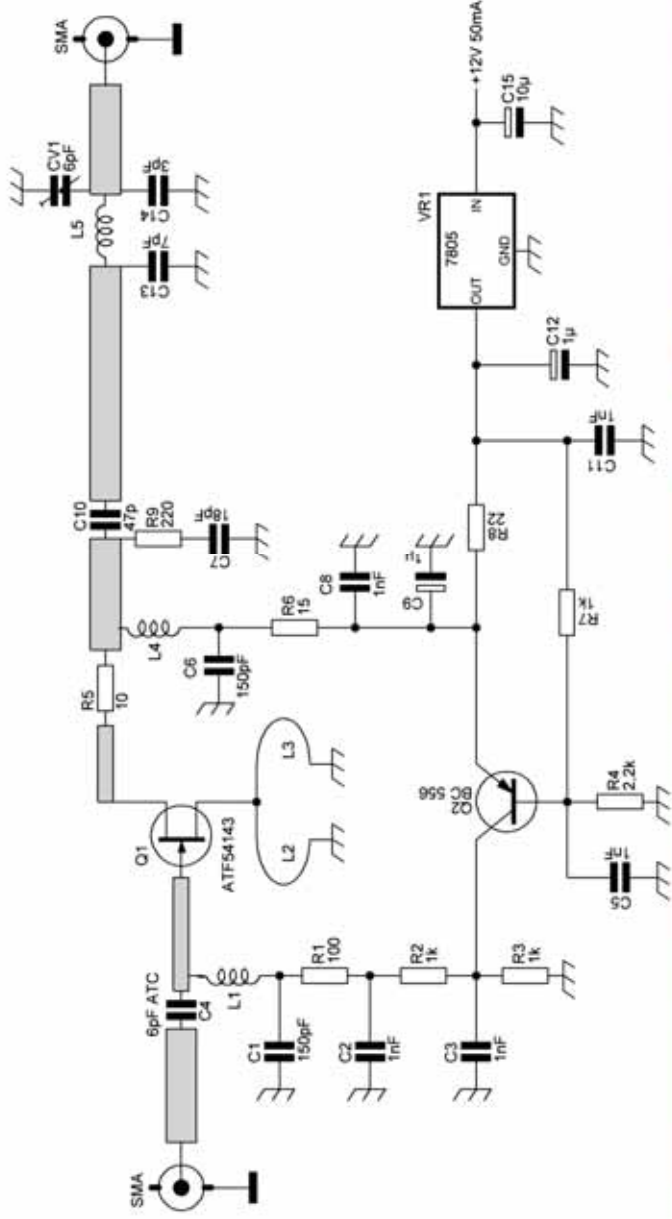 SMA
6pF ATC
C4
L1
C1
150pF
R1
100
C2
1nF
R2
1k
C3
1nF
R3
1k
Q1
ATF54143
L2
L3
R5
10
L4
C6
150pF
R6
15
C8
1nF
C9
1µ
R9
220
C7
18pF
C10
47p
C13
7pF
L5
CV1
6pF
C14
3pF
SMA
Q2
BC 556
C5
1nF
R4
2.2k
R7
1k
R8
22
C11
1nF
C12
1µ
VR1
7805
OUT
IN
GND
+12V 50mA
C15
10µ